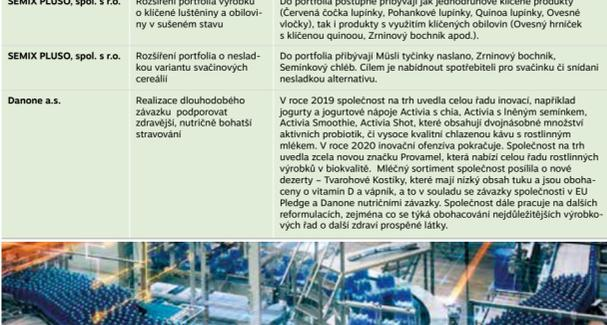 SEMIX PLUSO, spol. s r.o.
Rozšíření portfolia výrobků
o klíčené luštěniny a obilovi-
ny v sušeném stavu
Do portfolia postupně přibývají jak jednodruhové klíčené produkty
(Červená čočka lupínky, Pohankové lupínky, Quinoa lupínky, Ovesné
vločky), tak i produkty s využitím klíčených obilovin (Ovesný hrníček
s klíčenou quinoou, Zrninový bochník apod.).
SEMIX PLUSO, spol. s r.o.
Rozšíření portfolia o neslad-
kou variantu svačinových
cereálií
Do portfolia přibývají Müsli tyčinky naslano, Zrninový bochník,
Semínkový chléb. Cílem je nabídnout spotřebiteli pro svačinku či snídani
nesladkou alternativu.
Danone a.s.
Realizace dlouhodobého
závazku podporovat
zdravější, nutričně bohatší
stravování
V roce 2019 společnost na trh uvedla celou řadu inovací, například
jogurty a jogurtové nápoje Activia s chia, Activia s lněným semínkem,
Activia Smoothie, Activia Shot, které obsahují dvojnásobné množství
aktivních probiotik, či vysoce kvalitní chlazenou kávu s rostlinným
mlékem. V roce 2020 inovační ofenzíva pokračuje. Společnost na trh
uvedla zcela novou značku Provamel, která nabízí celou řadu rostlinných
výrobků v biokvalitě. Mléčný sortiment společnost posílila o nové
dezerty – Tvarohové Kostíky, které mají nízký obsah tuku a jsou oboha-
ceny o vitamin D a vápník, a to v souladu se závazky společnosti v EU
Pledge a Danone nutričními závazky. Společnost dále pracuje na dalších
reformulacích, zejména co se týká obohacování nejdůležitějších výrobko-
vých řad o další zdraví prospěné látky.